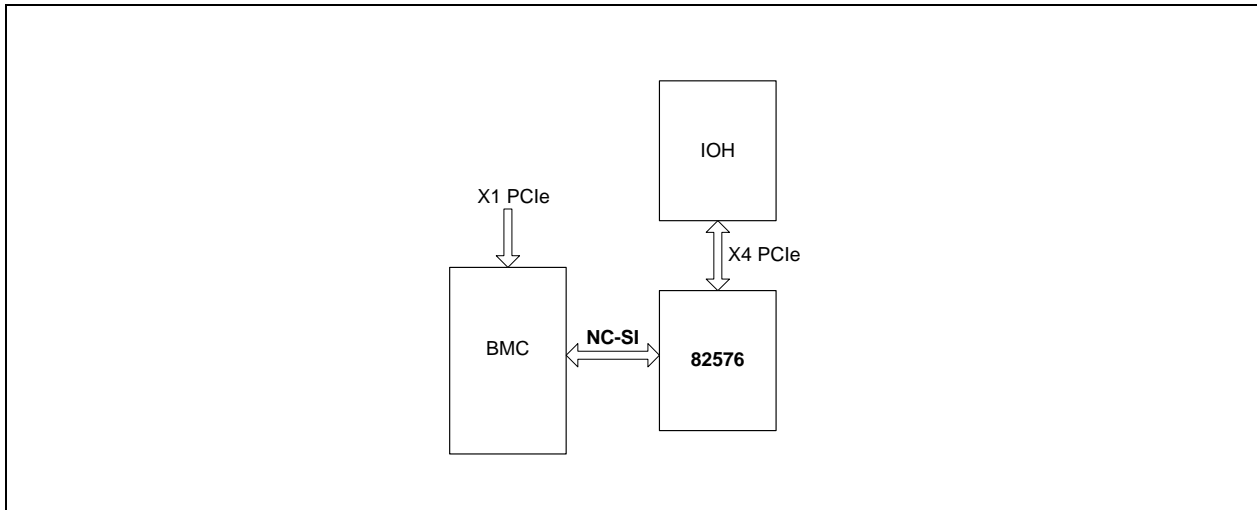 IOH
X1 PCIe
X4 PCIe
NC-SI
BMC
82576